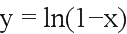 y = ln(1−x)